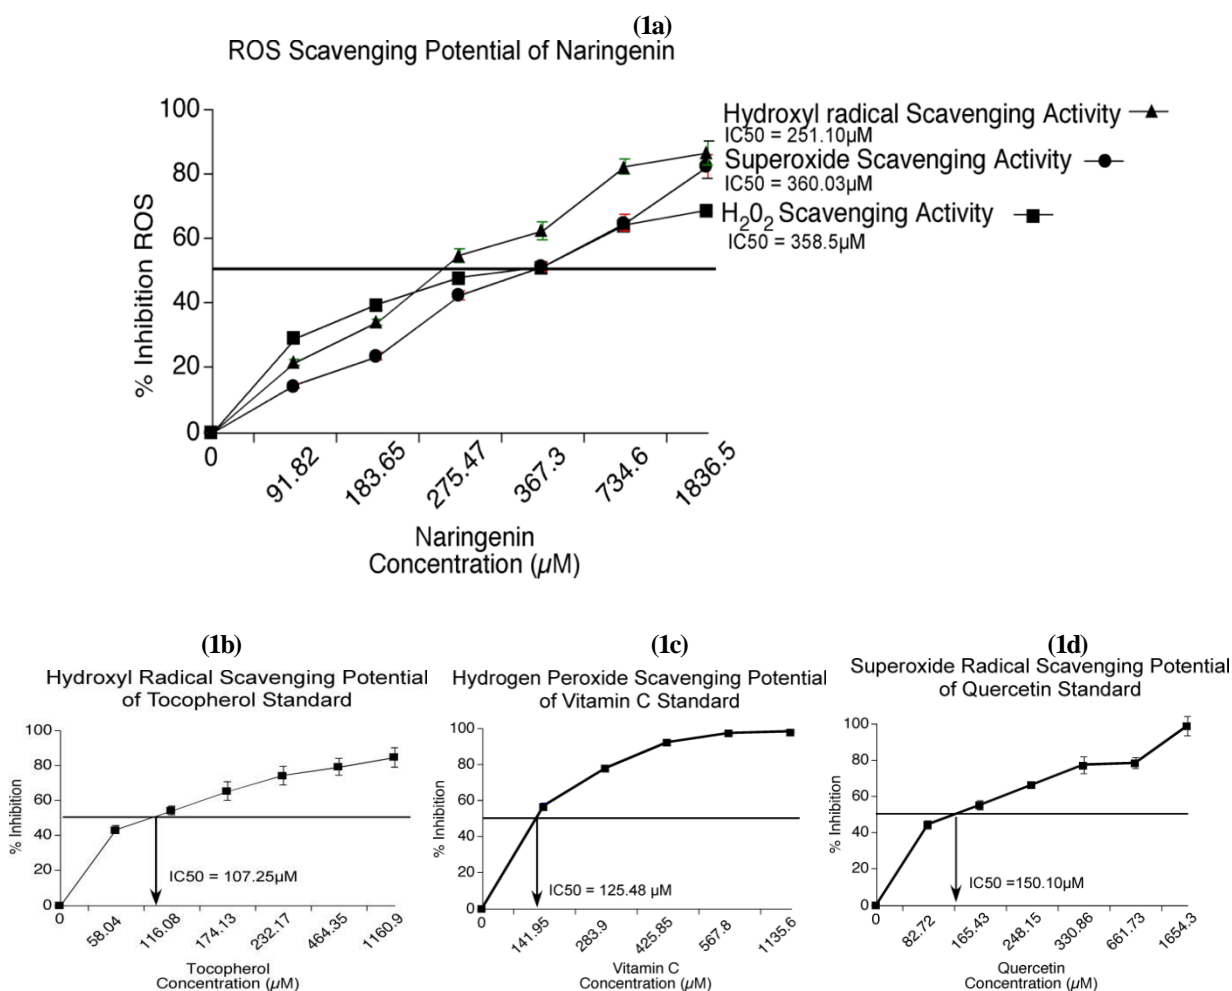 (1a)
ROS Scavenging Potential of Naringenin
% Inhibition ROS
100
80
60
40
20
0
0
91.82
183.65
275.47
367.3
734.6
1836.5
Naringenin
Concentration (µM)
Hydroxyl radical Scavenging Activity
IC50 = 251.10µM
Superoxide Scavenging Activity
IC50 = 360.03µM
H₂0₂ Scavenging Activity
IC50 = 358.5µM
(1b)
Hydroxyl Radical Scavenging Potential
of Tocopherol Standard
% Inhibition
100
80
60
40
20
0
IC50 = 107.25µM
0
58.04
116.08
174.13
232.17
464.35
1160.9
Tocopherol
Concentration (µM)
(1c)
Hydrogen Peroxide Scavenging Potential
of Vitamin C Standard
% Inhibition
100
80
60
40
20
0
IC50 = 125.48 µM
0
141.95
283.9
425.85
567.8
1135.6
Vitamin C
Concentration (µM)
(1d)
Superoxide Radical Scavenging Potential
of Quercetin Standard
% Inhibition
100
80
60
40
20
0
IC50 =150.10µM
0
82.72
165.43
248.15
330.86
661.73
1654.3
Quercetin
Concentration (µM)